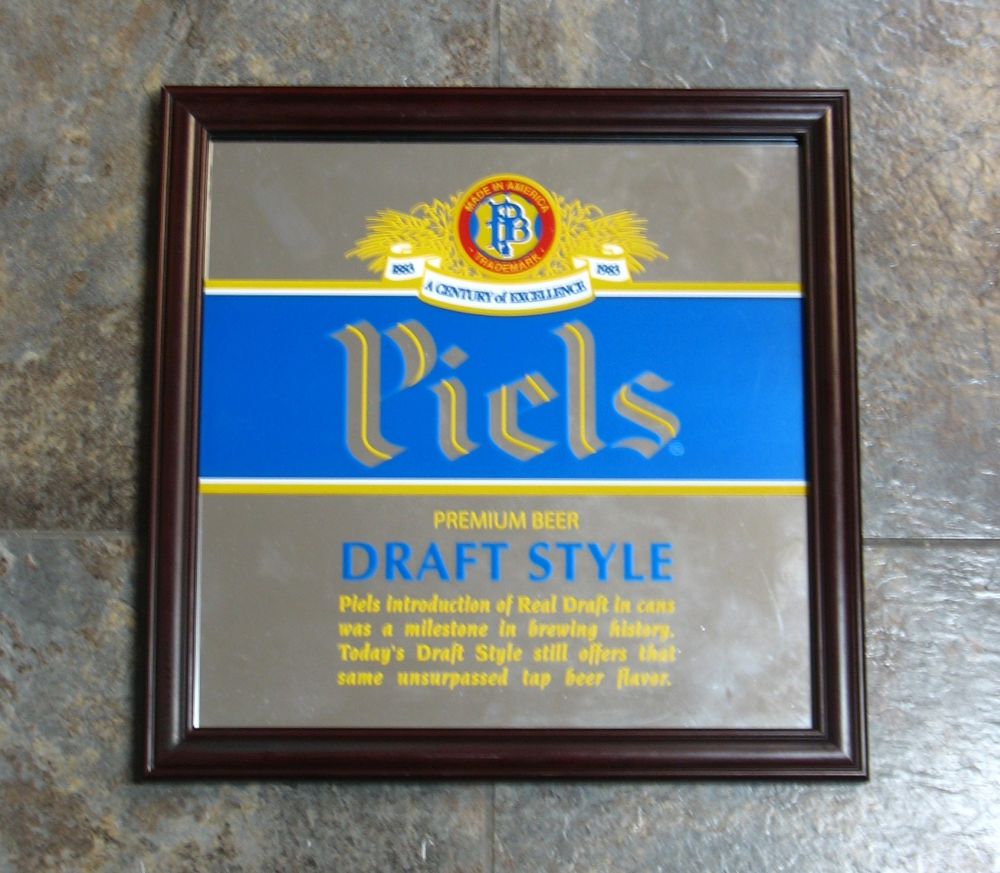 MADE IN AMERICA
PB
TRADEMARK
1883
1983
A CENTURY of EXCELLENCE
Piels®
PREMIUM BEER
DRAFT STYLE
Piels introduction of Real Draft in cans
was a milestone in brewing history.
Today's Draft Style still offers that
same unsurpassed tap beer flavor.